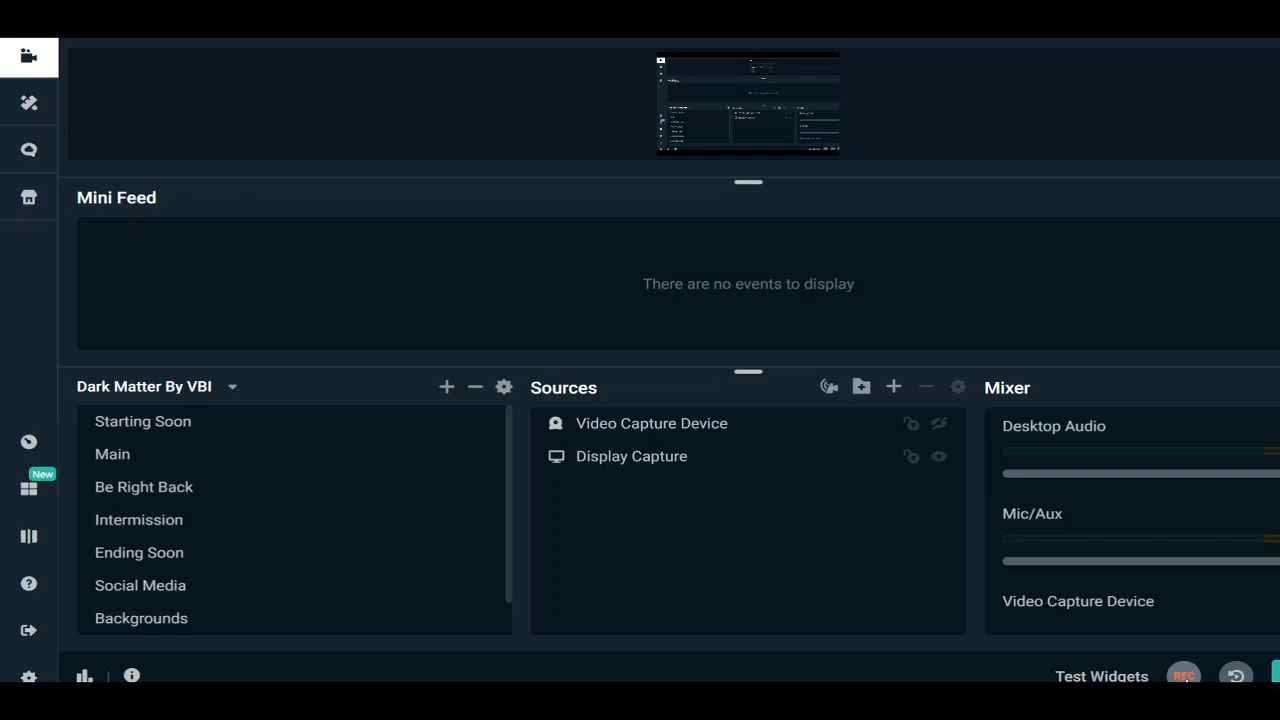 Mini Feed
There are no events to display
Dark Matter By VBI
Starting Soon
Main
Be Right Back
Intermission
Ending Soon
Social Media
Backgrounds
Sources
Video Capture Device
Display Capture
Mixer
Desktop Audio
Mic/Aux
Video Capture Device
New
Test Widgets
REC